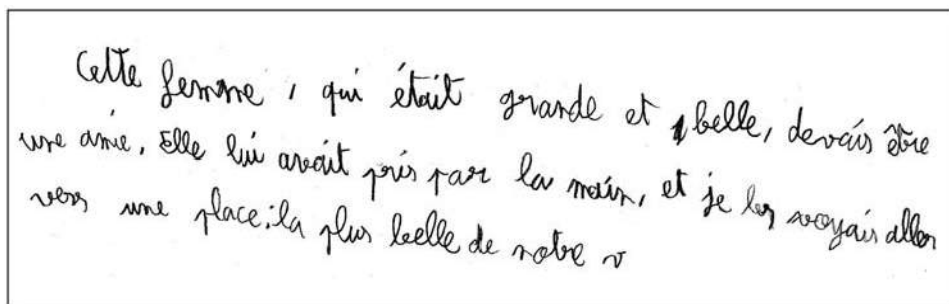 Cette femme, qui était grande et belle, devais être
une amie. Elle lui avait pris par la main, et je les voyais aller
vers une place : la plus belle de notre v